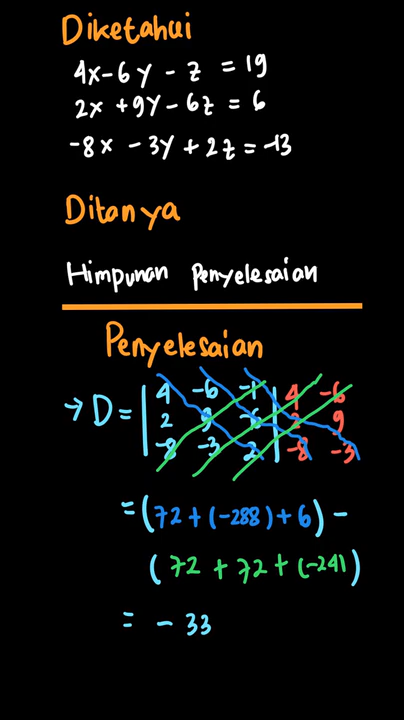 Diketahui
4x-6y-z = 19
2x+9y-6z = 6
-8x-3y+2z = -13
Ditanya
Himpunan Penyelesaian
Penyelesaian
→ D = | 4 -6 -1 | 4 -6
2 9 -6 2 9
-8 -3 2 | -8 -3
= (72 + (-288) + 6) -
(72 + 72 + (-24))
= - 33